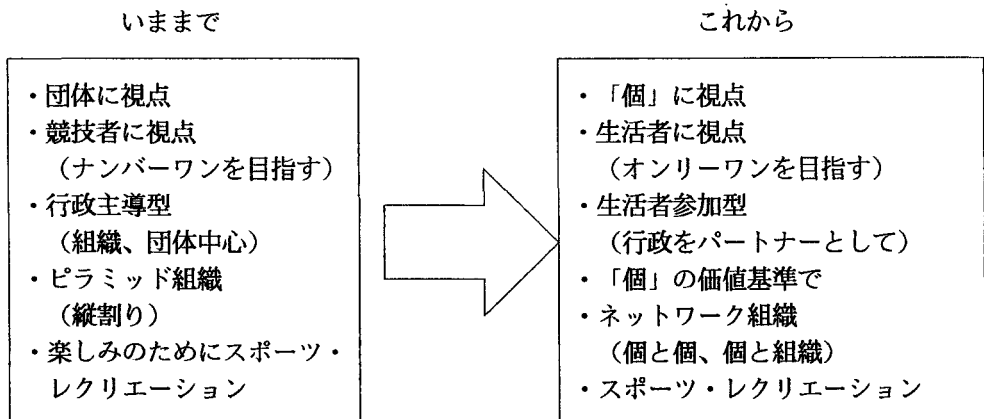 いままで
・団体に視点
・競技者に視点
（ナンバーワンを目指す）
・行政主導型
（組織、団体中心）
・ピラミッド組織
（縦割り）
・楽しみのためにスポーツ・
レクリエーション
これから
・「個」に視点
・生活者に視点
（オンリーワンを目指す）
・生活者参加型
（行政をパートナーとして）
・「個」の価値基準で
・ネットワーク組織
（個と個、個と組織）
・スポーツ・レクリエーション